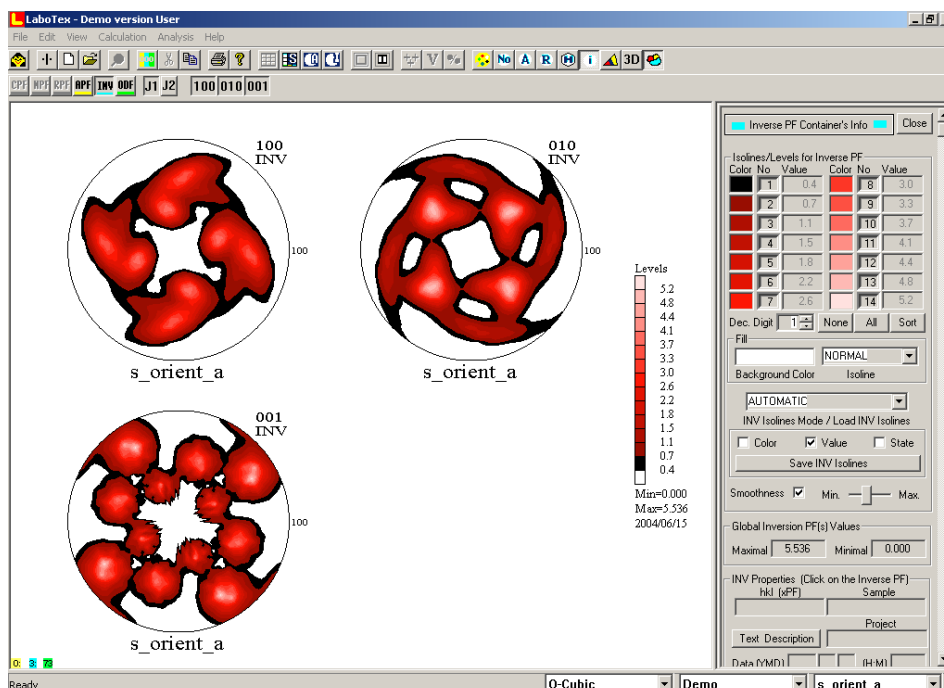 LaboTex - Demo version User
File Edit View Calculation Analysis Help
No A R H i 3D
CPF NPF RPF APF INV ODF J1 J2 100 010 001
100
INV
100
s_orient_a
010
INV
100
s_orient_a
001
INV
100
s_orient_a
Levels
5.2
4.8
4.4
4.1
3.7
3.3
3.0
2.6
2.2
1.8
1.5
1.1
0.7
0.4
Min=0.000
Max=5.536
2004/06/15
Inverse PF Container's Info Close
Isolines/Levels for Inverse PF
Color No Value Color No Value
1 0.4 8 3.0
2 0.7 9 3.3
3 1.1 10 3.7
4 1.5 11 4.1
5 1.8 12 4.4
6 2.2 13 4.8
7 2.6 14 5.2
Dec. Digit 1 None All Sort
Fill
NORMAL
Background Color Isoline
AUTOMATIC
INV Isolines Mode / Load INV Isolines
Color Value State
Save INV Isolines
Smoothness Min. Max.
Global Inversion PF(s) Values
Maximal 5.536 Minimal 0.000
INV Properties (Click on the Inverse PF)
hkl (xPF) Sample
Project
Text Description
Data (YMD) (H:M)
0: 3: 73
Ready O-Cubic Demo s_orient_a